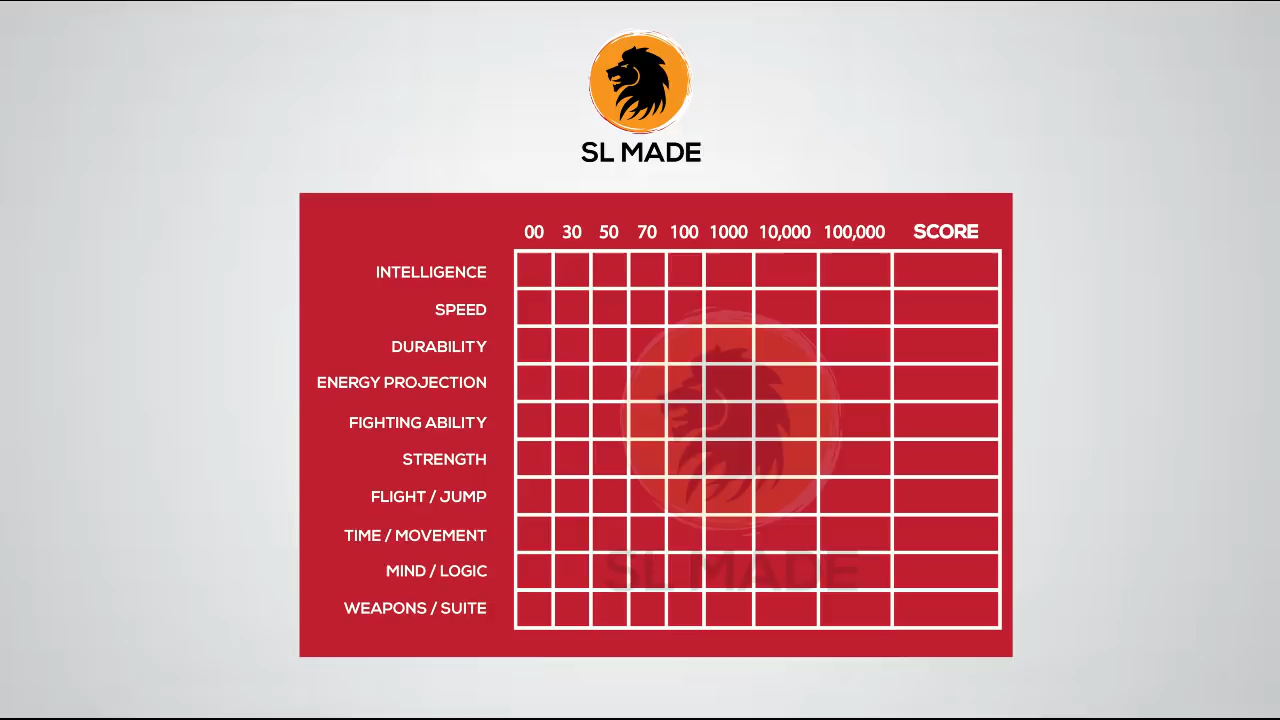 SL MADE
00 30 50 70 100 1000 10,000 100,000 SCORE
INTELLIGENCE
SPEED
DURABILITY
ENERGY PROJECTION
FIGHTING ABILITY
STRENGTH
FLIGHT / JUMP
TIME / MOVEMENT
MIND / LOGIC
SL MADE
WEAPONS / SUITE